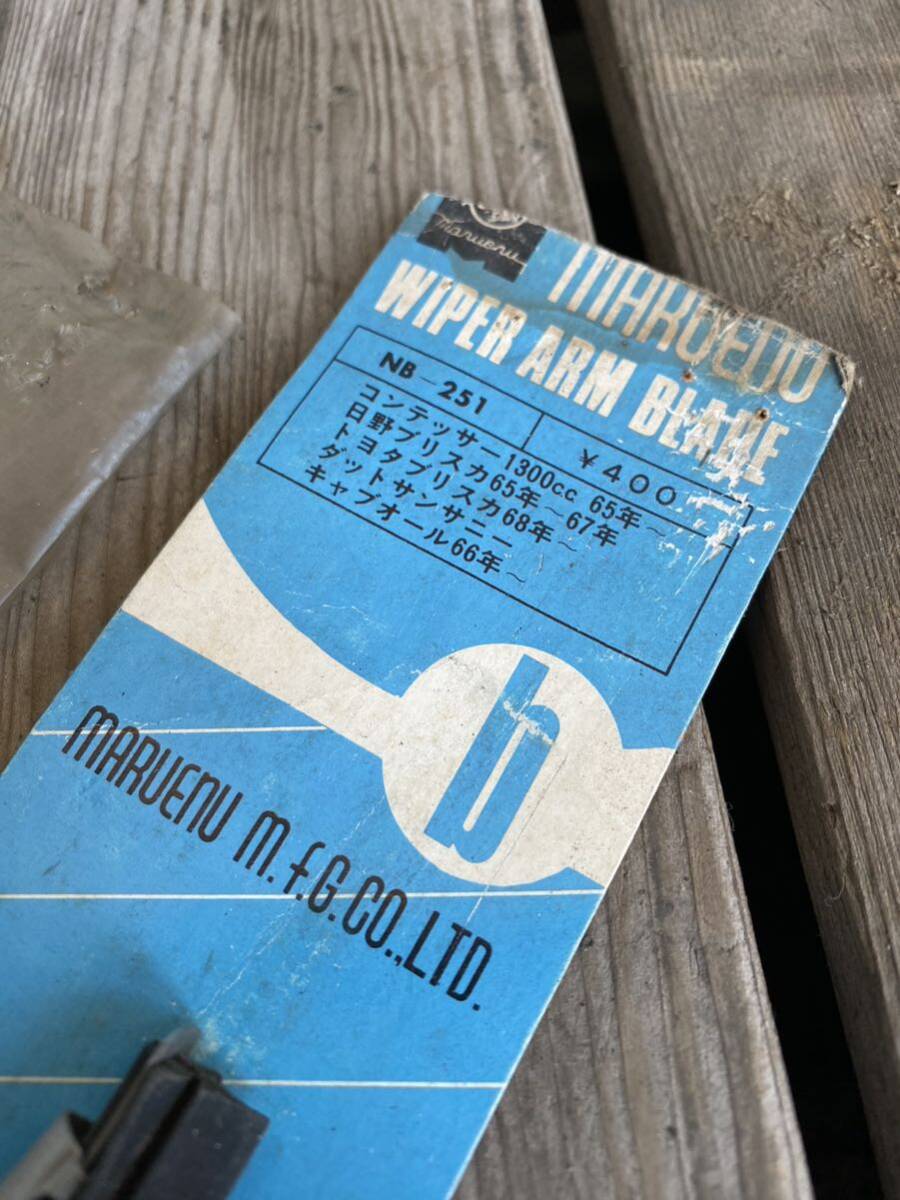 Maruenu
MARUENU
WIPER ARM BLADE
NB-251 ¥400
コンテッサー1300cc 65年~
日野ブリスカ65年~67年
トヨタブリスカ68年~
ダットサンサニー
キャブオール66年~
b
MARUENU M.F.G.CO.,LTD.